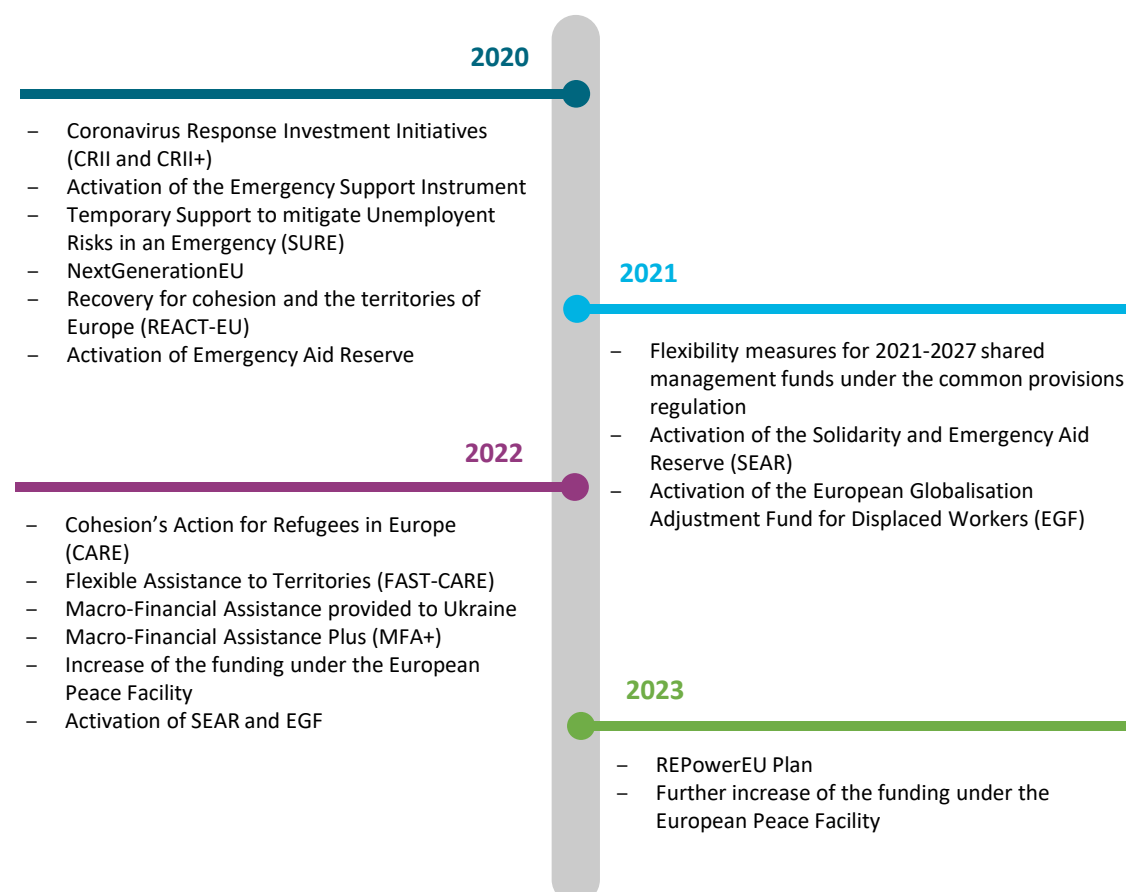 2020
– Coronavirus Response Investment Initiatives
(CRII and CRII+)
– Activation of the Emergency Support Instrument
– Temporary Support to mitigate Unemployent
Risks in an Emergency (SURE)
– NextGenerationEU
– Recovery for cohesion and the territories of
Europe (REACT-EU)
– Activation of Emergency Aid Reserve
2021
– Flexibility measures for 2021-2027 shared
management funds under the common provisions
regulation
– Activation of the Solidarity and Emergency Aid
Reserve (SEAR)
– Activation of the European Globalisation
Adjustment Fund for Displaced Workers (EGF)
2022
– Cohesion’s Action for Refugees in Europe
(CARE)
– Flexible Assistance to Territories (FAST-CARE)
– Macro-Financial Assistance provided to Ukraine
– Macro-Financial Assistance Plus (MFA+)
– Increase of the funding under the European
Peace Facility
– Activation of SEAR and EGF
2023
– REPowerEU Plan
– Further increase of the funding under the
European Peace Facility